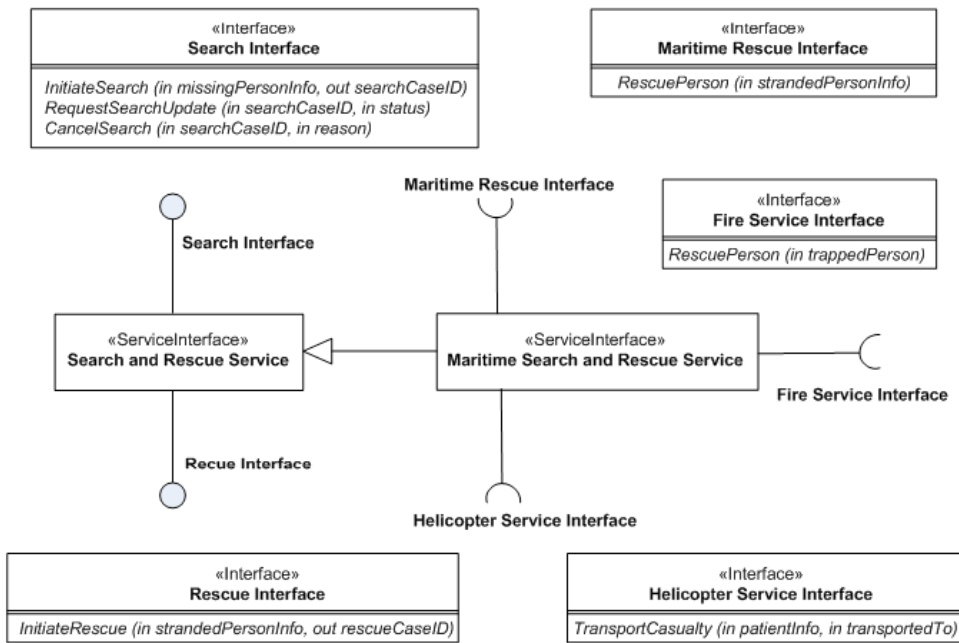 «Interface»
Search Interface
InitiateSearch (in missingPersonInfo, out searchCaseID)
RequestSearchUpdate (in searchCaseID, in status)
CancelSearch (in searchCaseID, in reason)
«Interface»
Maritime Rescue Interface
RescuePerson (in strandedPersonInfo)
Maritime Rescue Interface
«Interface»
Fire Service Interface
RescuePerson (in trappedPerson)
Search Interface
«ServiceInterface»
Search and Rescue Service
«ServiceInterface»
Maritime Search and Rescue Service
Fire Service Interface
Recue Interface
Helicopter Service Interface
«Interface»
Rescue Interface
InitiateRescue (in strandedPersonInfo, out rescueCaseID)
«Interface»
Helicopter Service Interface
TransportCasualty (in patientInfo, in transportedTo)